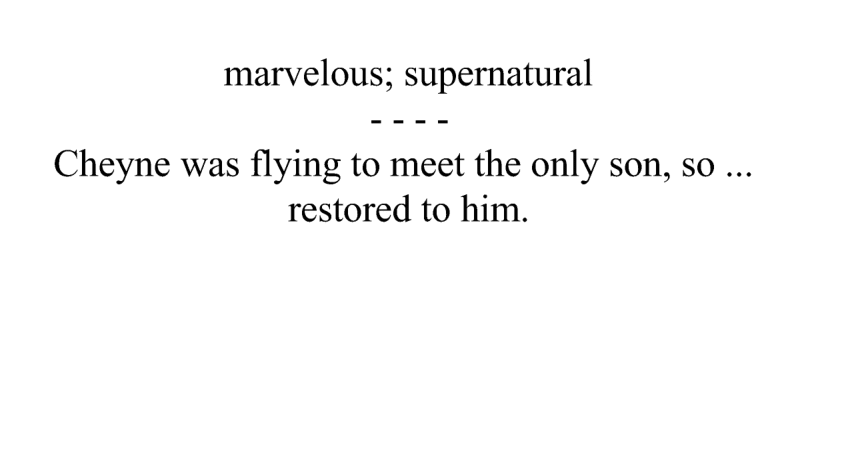 marvelous; supernatural
- - - -
Cheyne was flying to meet the only son, so ...
restored to him.